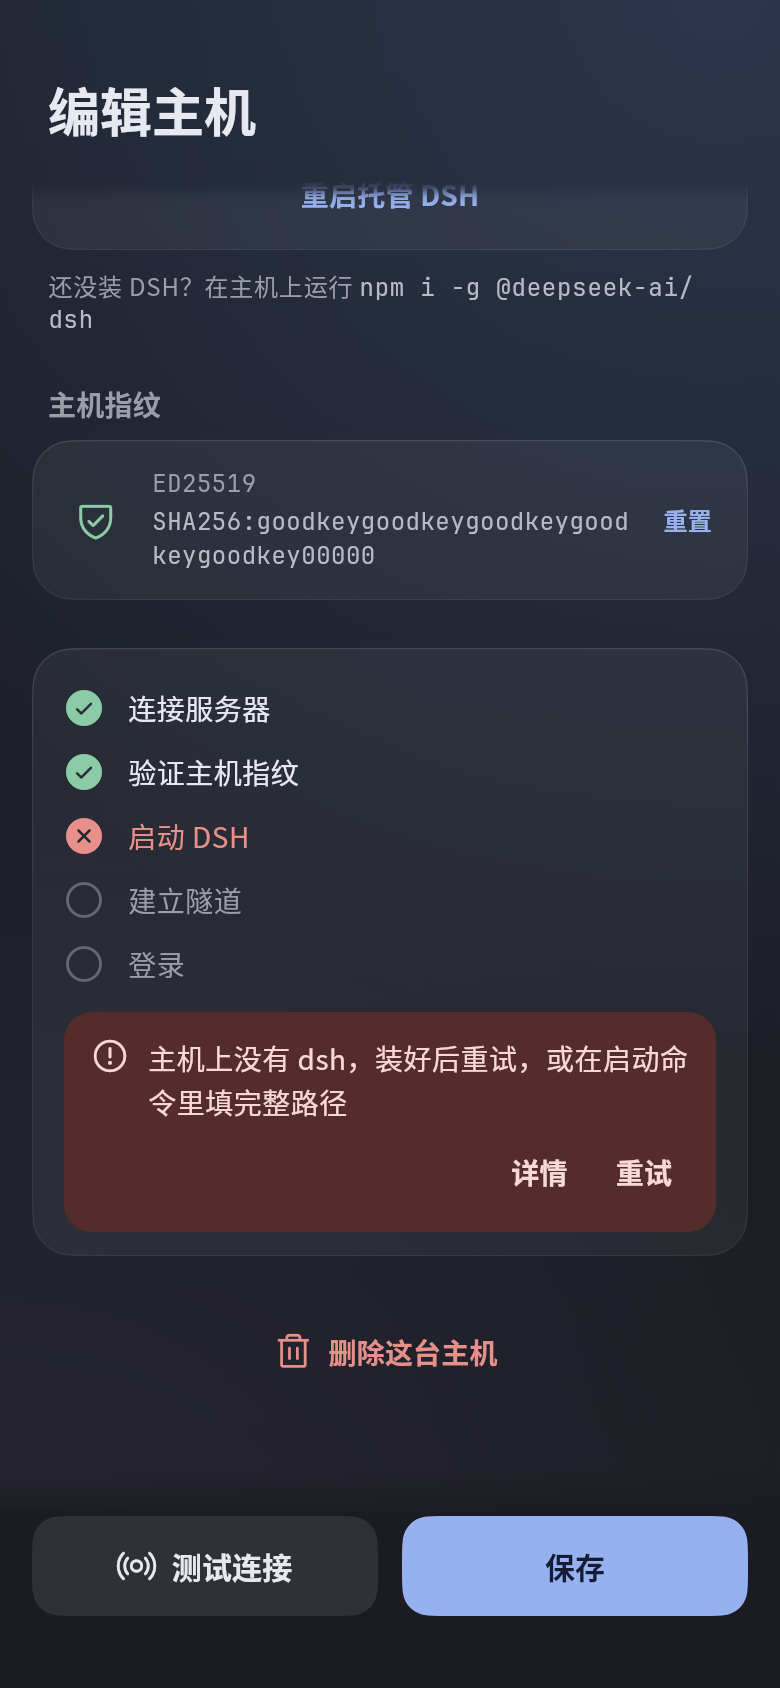 编辑主机
重启托管 DSH
还没装 DSH？在主机上运行 npm i -g @deepseek-ai/
dsh
主机指纹
ED25519
SHA256:goodkeygoodkeygoodkeygood
keygoodkey00000
重置
连接服务器
验证主机指纹
启动 DSH
建立隧道
登录
主机上没有 dsh，装好后重试，或在启动命
令里填完整路径
详情 重试
删除这台主机
测试连接 保存